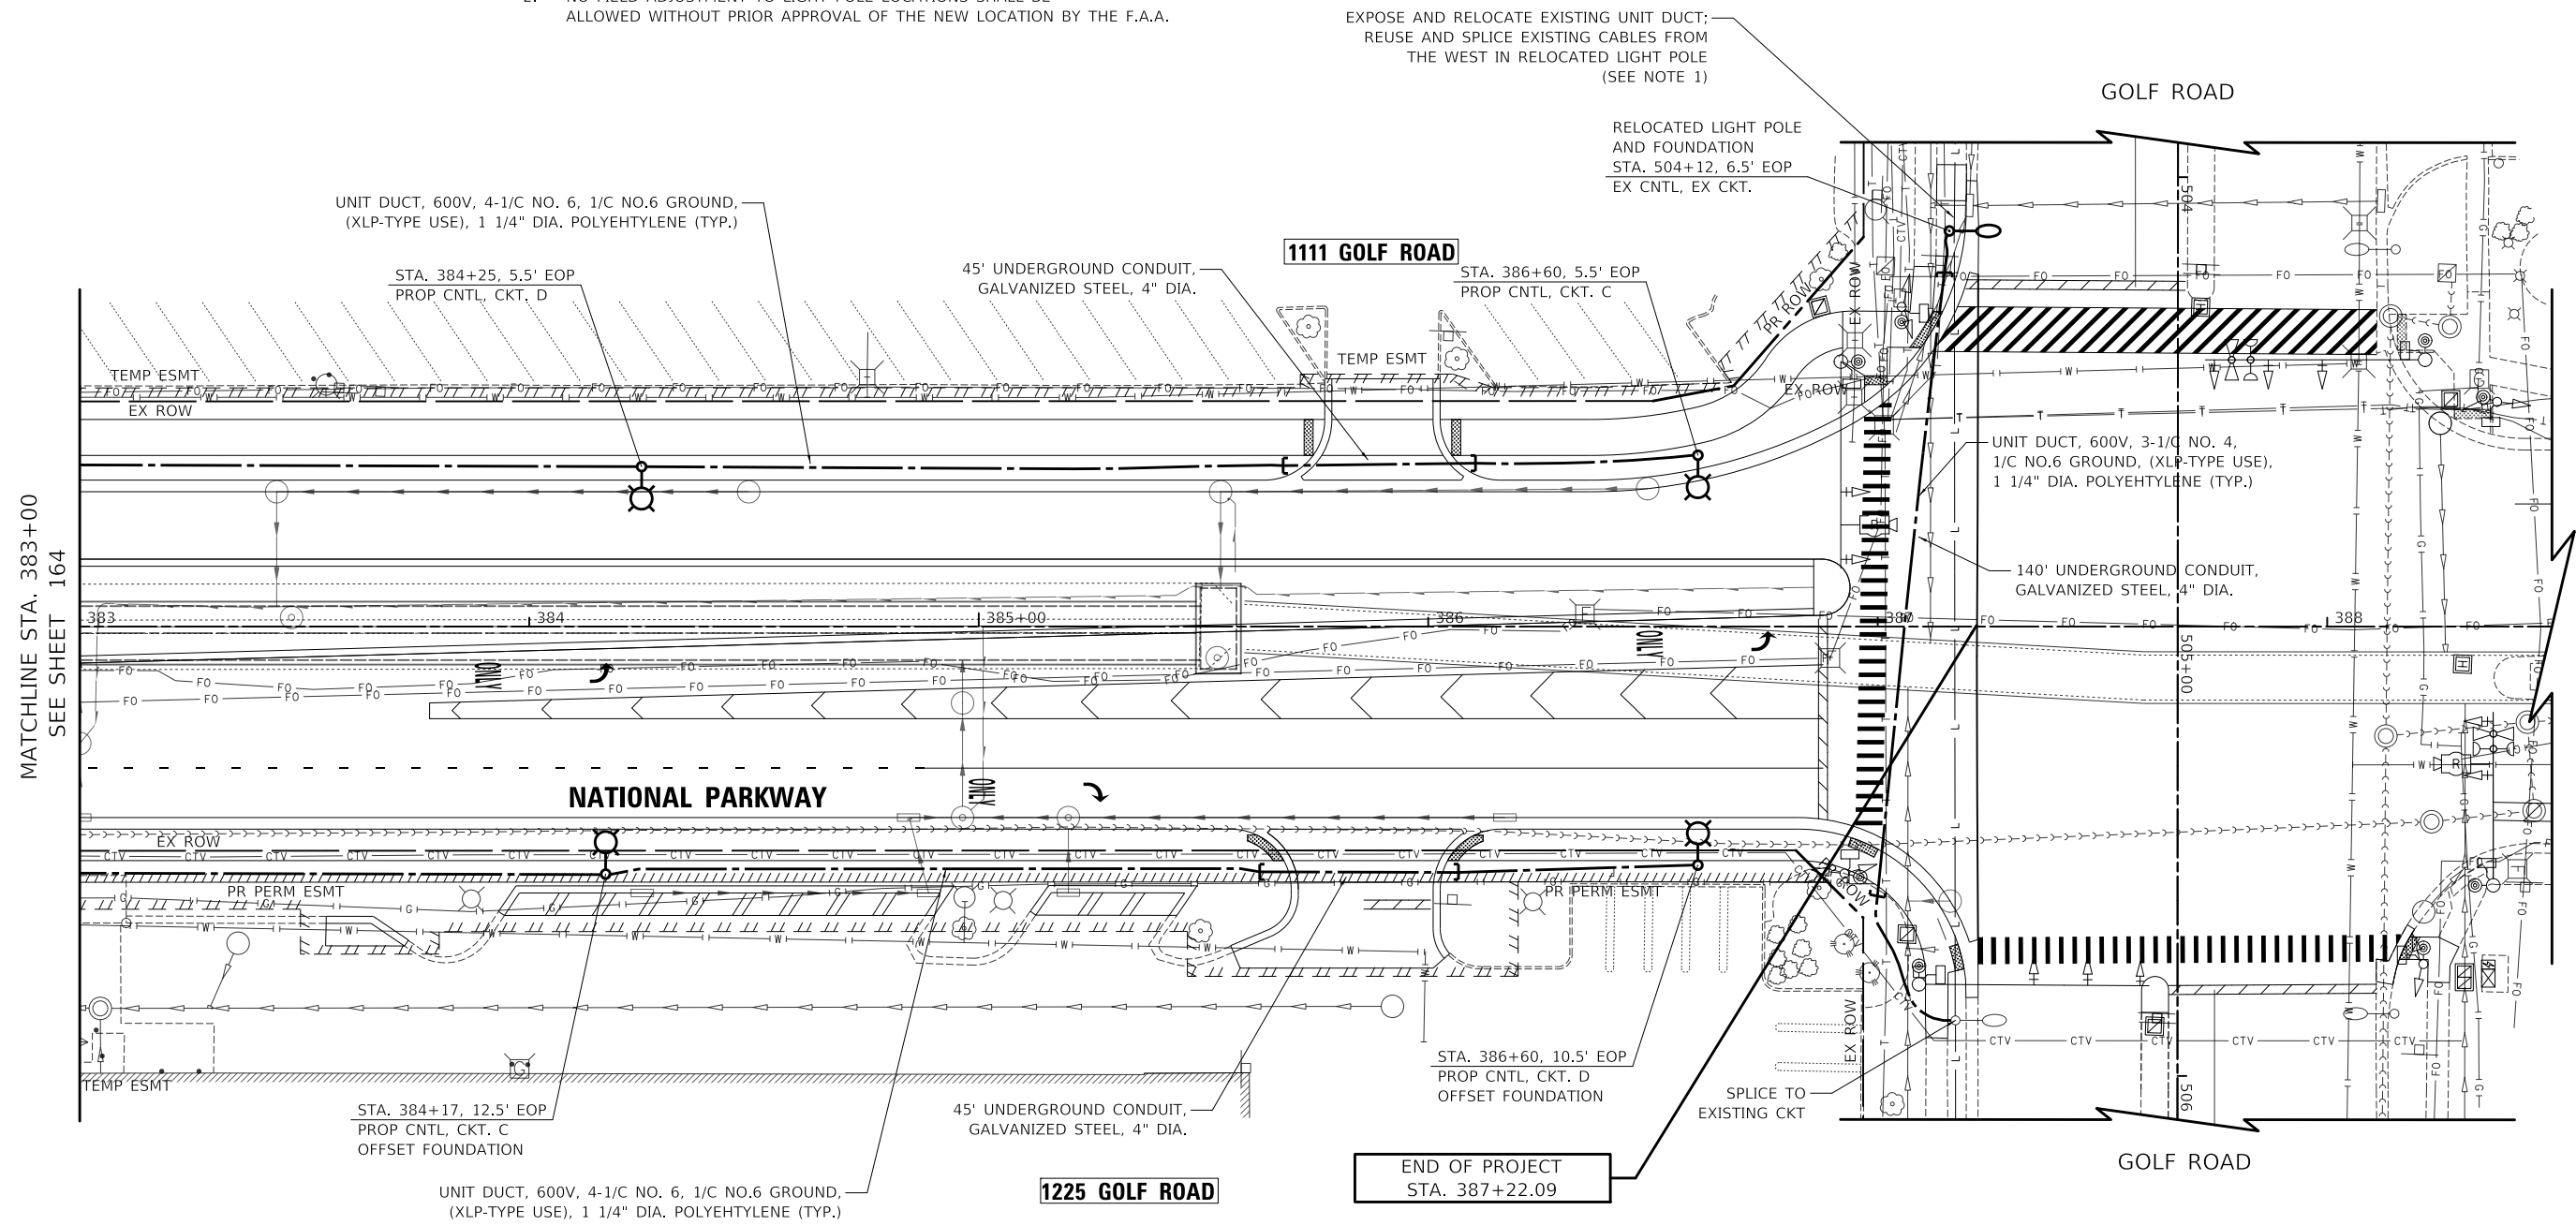 ALLOWED WITHOUT PRIOR APPROVAL OF THE NEW LOCATION BY THE F.A.A.
EXPOSE AND RELOCATE EXISTING UNIT DUCT;
REUSE AND SPLICE EXISTING CABLES FROM
THE WEST IN RELOCATED LIGHT POLE
(SEE NOTE 1)
GOLF ROAD
RELOCATED LIGHT POLE
AND FOUNDATION
STA. 504+12, 6.5' EOP
EX CNTL, EX CKT.
UNIT DUCT, 600V, 4-1/C NO. 6, 1/C NO.6 GROUND,
(XLP-TYPE USE), 1 1/4" DIA. POLYEHTYLENE (TYP.)
STA. 384+25, 5.5' EOP
PROP CNTL, CKT. D
45' UNDERGROUND CONDUIT,
GALVANIZED STEEL, 4" DIA.
1111 GOLF ROAD
STA. 386+60, 5.5' EOP
PROP CNTL, CKT. C
504
PR ROW
EX ROW
TEMP ESMT
TEMP ESMT
EX ROW
EX ROW
UNIT DUCT, 600V, 3-1/C NO. 4,
1/C NO.6 GROUND, (XLP-TYPE USE),
1 1/4" DIA. POLYEHTYLENE (TYP.)
MATCHLINE STA. 383+00
SEE SHEET 164
140' UNDERGROUND CONDUIT,
GALVANIZED STEEL, 4" DIA.
383
384
385+00
386
387
388
505+00
ONLY
ONLY
ONLY
NATIONAL PARKWAY
EX ROW
PR PERM ESMT
PR PERM ESMT
PR ROW
EX ROW
TEMP ESMT
STA. 384+17, 12.5' EOP
PROP CNTL, CKT. C
OFFSET FOUNDATION
45' UNDERGROUND CONDUIT,
GALVANIZED STEEL, 4" DIA.
STA. 386+60, 10.5' EOP
PROP CNTL, CKT. D
OFFSET FOUNDATION
SPLICE TO
EXISTING CKT
506
UNIT DUCT, 600V, 4-1/C NO. 6, 1/C NO.6 GROUND,
(XLP-TYPE USE), 1 1/4" DIA. POLYEHTYLENE (TYP.)
1225 GOLF ROAD
END OF PROJECT
STA. 387+22.09
GOLF ROAD